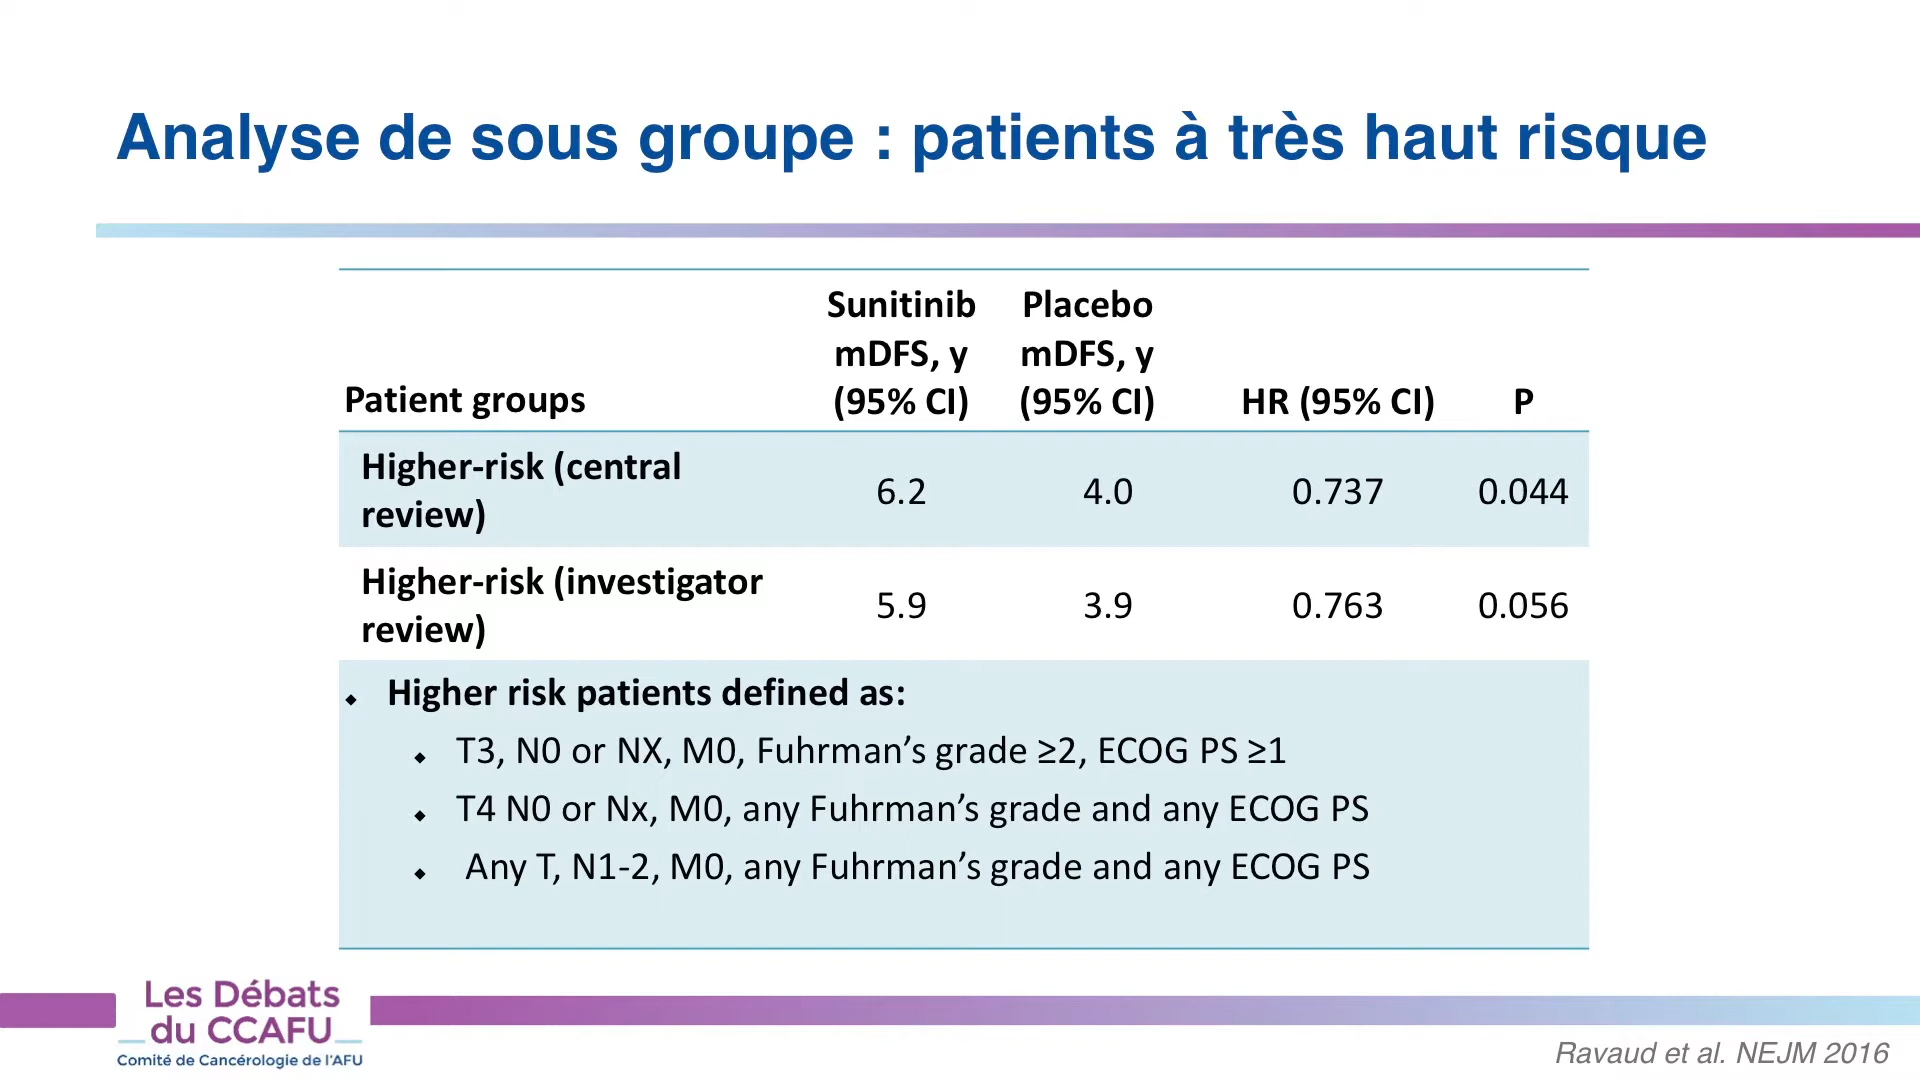 Analyse de sous groupe : patients à très haut risque
Patient groups
Sunitinib
mDFS, y
(95% CI)
Placebo
mDFS, y
(95% CI)
HR (95% CI)
P
Higher-risk (central
review)
6.2
4.0
0.737
0.044
Higher-risk (investigator
review)
5.9
3.9
0.763
0.056
Higher risk patients defined as:
T3, N0 or NX, M0, Fuhrman’s grade ≥2, ECOG PS ≥1
T4 N0 or Nx, M0, any Fuhrman’s grade and any ECOG PS
Any T, N1-2, M0, any Fuhrman’s grade and any ECOG PS
Les Débats
du CCAFU
Comité de Cancérologie de l'AFU
Ravaud et al. NEJM 2016